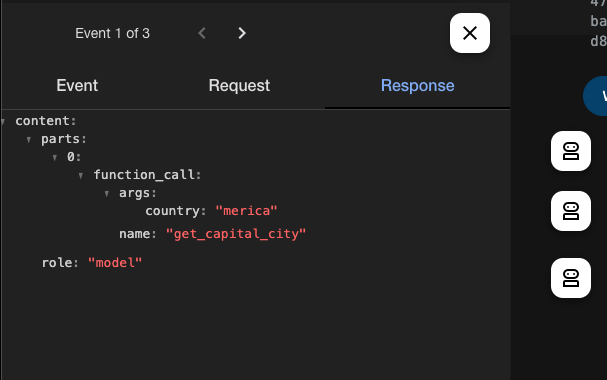 Event 1 of 3
Event
Request
Response
content:
parts:
0:
function_call:
args:
country: "merica"
name: "get_capital_city"
role: "model"
47
ba
d8